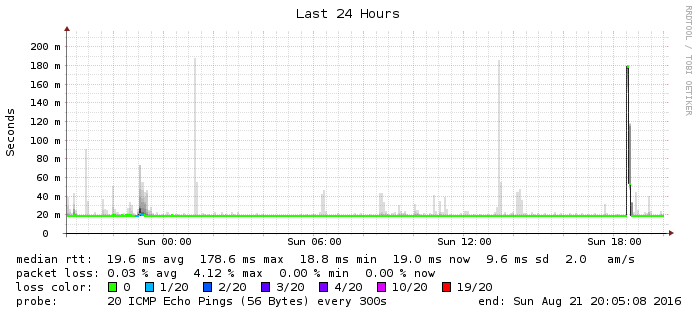 Last 24 Hours
RRDTOOL / TOBI OETIKER
Seconds
200 m
180 m
160 m
140 m
120 m
100 m
80 m
60 m
40 m
20 m
0
Sun 00:00 Sun 06:00 Sun 12:00 Sun 18:00
median rtt: 19.6 ms avg 178.6 ms max 18.8 ms min 19.0 ms now 9.6 ms sd 2.0 am/s
packet loss: 0.03 % avg 4.12 % max 0.00 % min 0.00 % now
loss color: 0 1/20 2/20 3/20 4/20 10/20 19/20
probe: 20 ICMP Echo Pings (56 Bytes) every 300s end: Sun Aug 21 20:05:08 2016